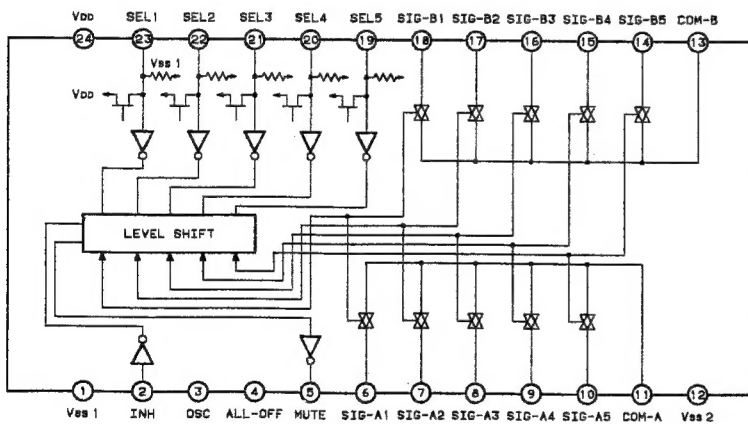 VDD SEL1 SEL2 SEL3 SEL4 SEL5 SIG-B1 SIG-B2 SIG-B3 SIG-B4 SIG-B5 COM-B
24 23 22 21 20 19 18 17 16 15 14 13
Vss 1
VDD
LEVEL SHIFT
1 2 3 4 5 6 7 8 9 10 11 12
Vss 1 INH OSC ALL-OFF MUTE SIG-A1 SIG-A2 SIG-A3 SIG-A4 SIG-A5 COM-A Vss 2